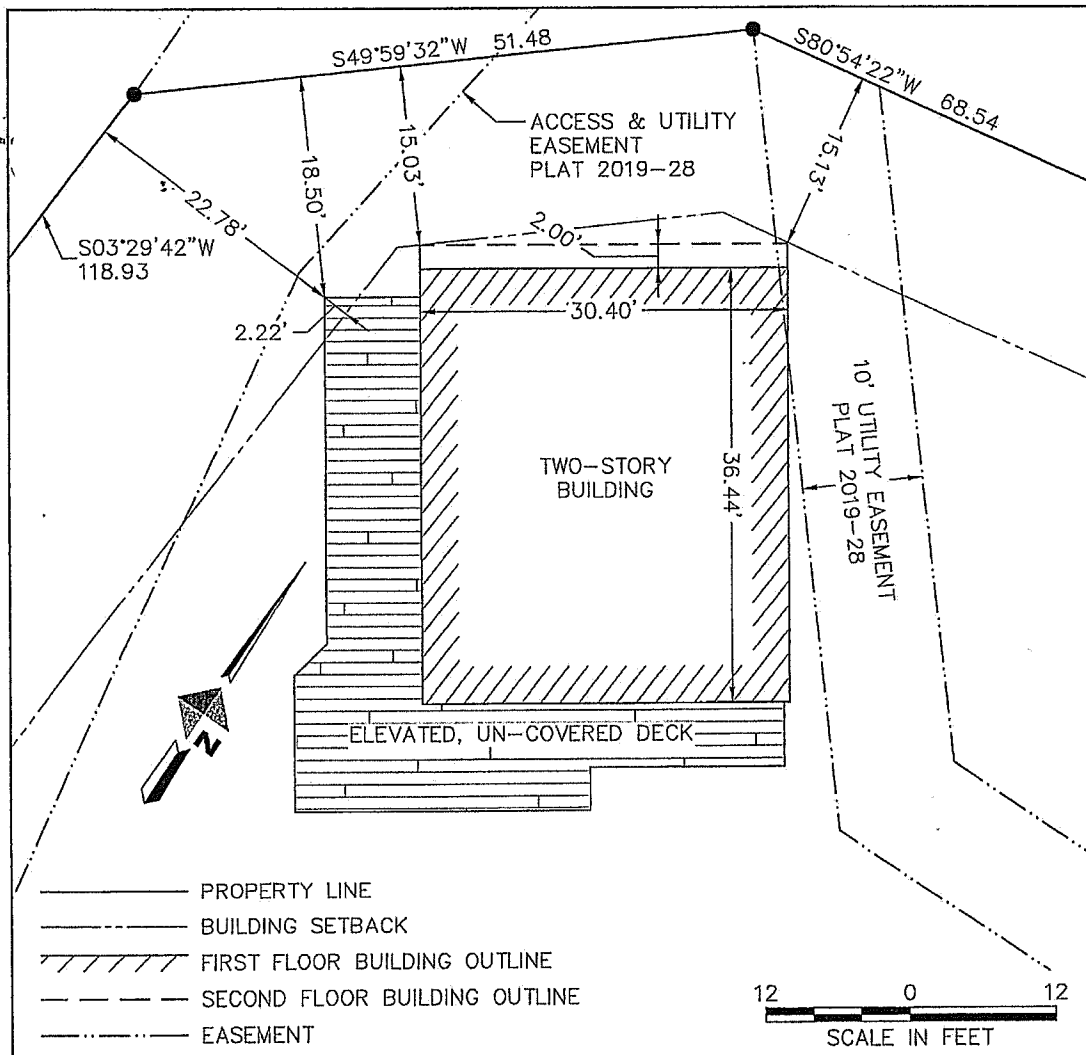 S49°59'32"W 51.48
S80°54'22"W
68.54
ACCESS & UTILITY
EASEMENT
PLAT 2019-28
18.50'
15.03'
15.13'
22.78'
S03°29'42"W
118.93
2.00'
2.22'
30.40'
TWO-STORY
BUILDING
36.44'
10' UTILITY EASEMENT
PLAT 2019-28
N
ELEVATED, UN-COVERED DECK
PROPERTY LINE
BUILDING SETBACK
FIRST FLOOR BUILDING OUTLINE
SECOND FLOOR BUILDING OUTLINE
EASEMENT
12 0 12
SCALE IN FEET